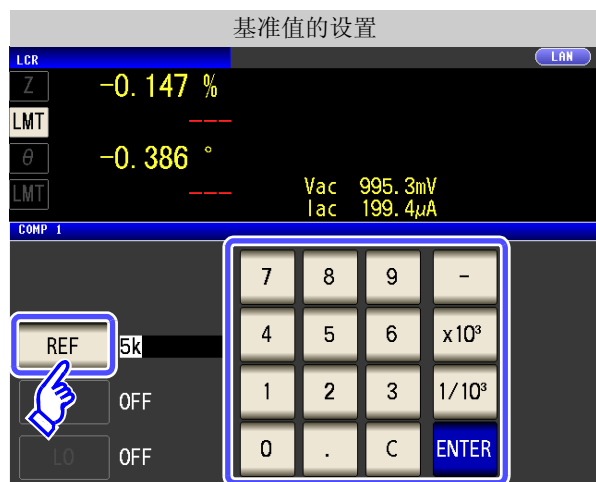 基准值的设置
LCR LAN
Z -0.147 %
LMT ---
θ -0.386 °
LMT ---
Vac 995.3mV
Iac 199.4μA
COMP 1
7 8 9 -
REF 5k 4 5 6 x10³
OFF 1 2 3 1/10³
LO OFF 0 . C ENTER